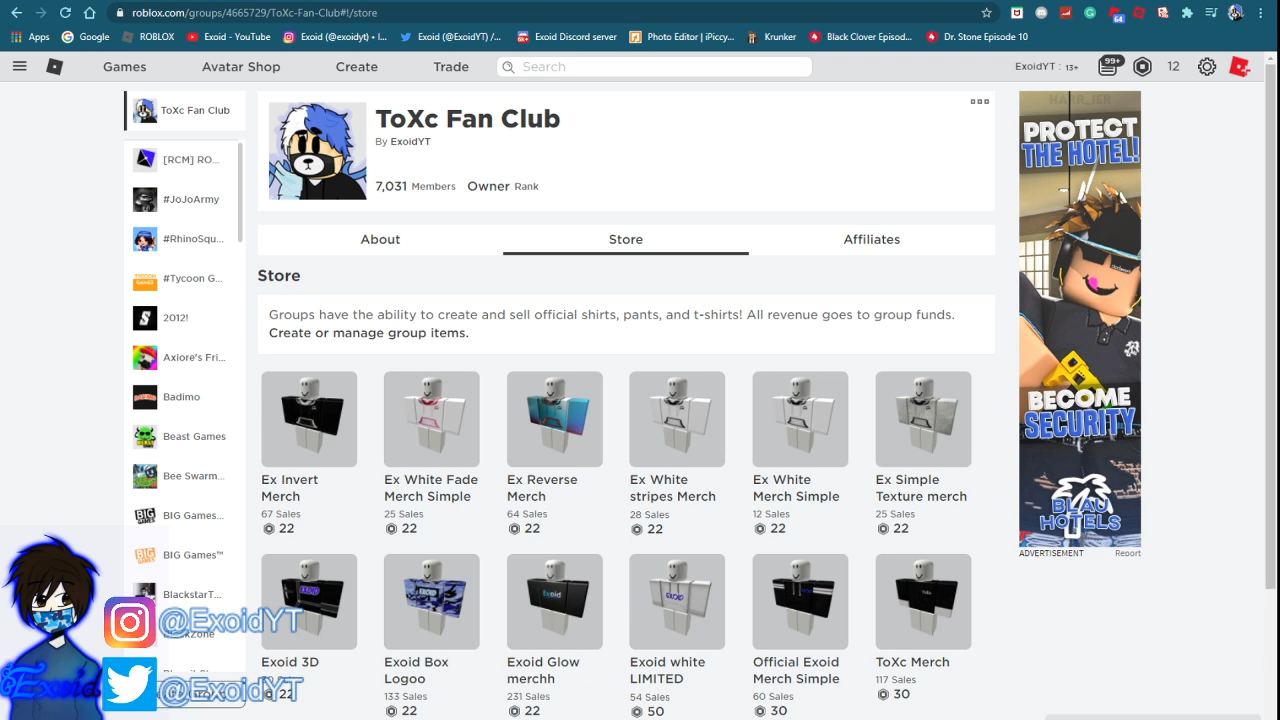 roblox.com/groups/4665729/ToXc-Fan-Club#!/store
64
Apps Google ROBLOX Exoid - YouTube Exoid (@exoidyt) • I... Exoid (@ExoidYT) /... Exoid Discord server Photo Editor | iPiccy... Krunker Black Clover Episod... Dr. Stone Episode 10
Games Avatar Shop Create Trade Search ExoidYT : 13+ 99+ 12
ToXc Fan Club
[RCM] RO...
#JoJoArmy
#RhinoSqu...
#Tycoon G...
2012!
Axiore's Fri...
Badimo
Beast Games
Bee Swarm...
BIG Games...
BIG Games™
BlackstarT...
ToXc Fan Club
By ExoidYT
7,031 Members Owner Rank
About Store Affiliates
Store
Groups have the ability to create and sell official shirts, pants, and t-shirts! All revenue goes to group funds.
Create or manage group items.
Ex Invert
Merch
67 Sales
22
Ex White Fade
Merch Simple
25 Sales
22
Ex Reverse
Merch
64 Sales
22
Ex White
stripes Merch
28 Sales
22
Ex White
Merch Simple
12 Sales
22
Ex Simple
Texture merch
25 Sales
22
Exoid 3D
22
Exoid Box
Logoo
133 Sales
22
Exoid Glow
merchh
231 Sales
22
Exoid white
LIMITED
54 Sales
50
Official Exoid
Merch Simple
60 Sales
30
ToXc Merch
117 Sales
30
HARR_IER
PROTECT
THE HOTEL!
BECOME
SECURITY
BLAU
HOTELS
ADVERTISEMENT Report
@ExoidYT
@ExoidYT
Exoid